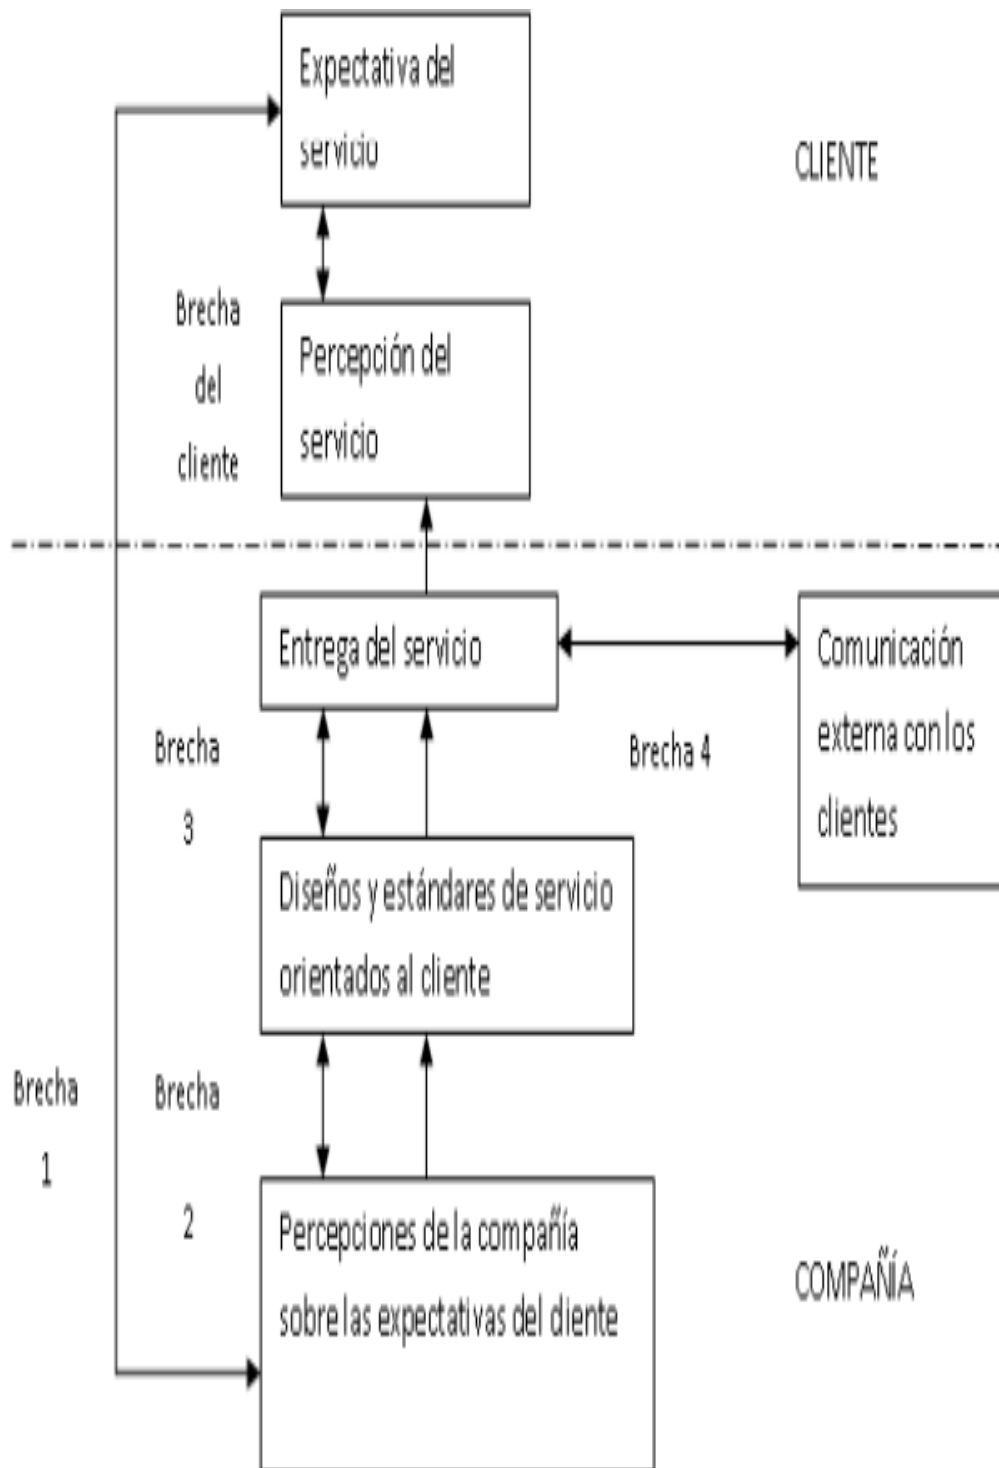 Expectativa del
servicio
CLIENTE
Brecha
del
cliente
Percepción del
servicio
Entrega del servicio
Comunicación
externa con los
clientes
Brecha 4
Brecha
3
Diseños y estándares de servicio
orientados al cliente
Brecha
1
Brecha
2
Percepciones de la compañía
sobre las expectativas del cliente
COMPAÑÍA